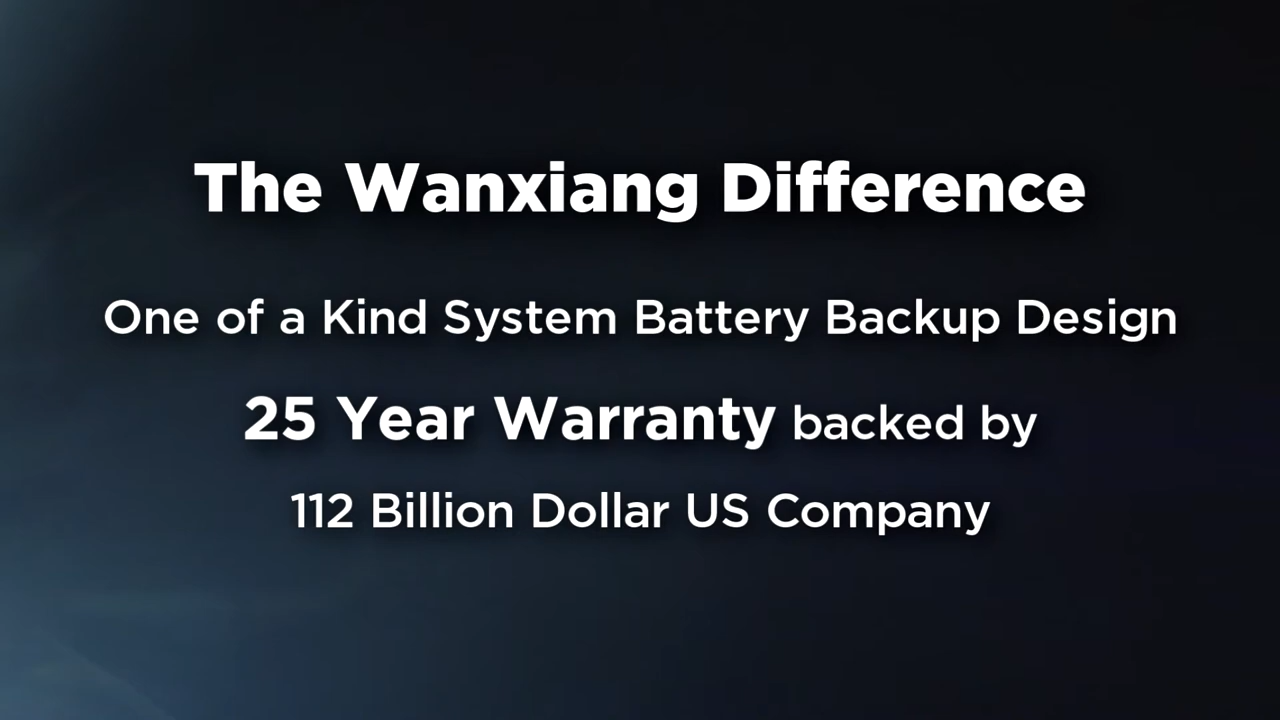 The Wanxiang Difference
One of a Kind System Battery Backup Design
25 Year Warranty backed by
112 Billion Dollar US Company